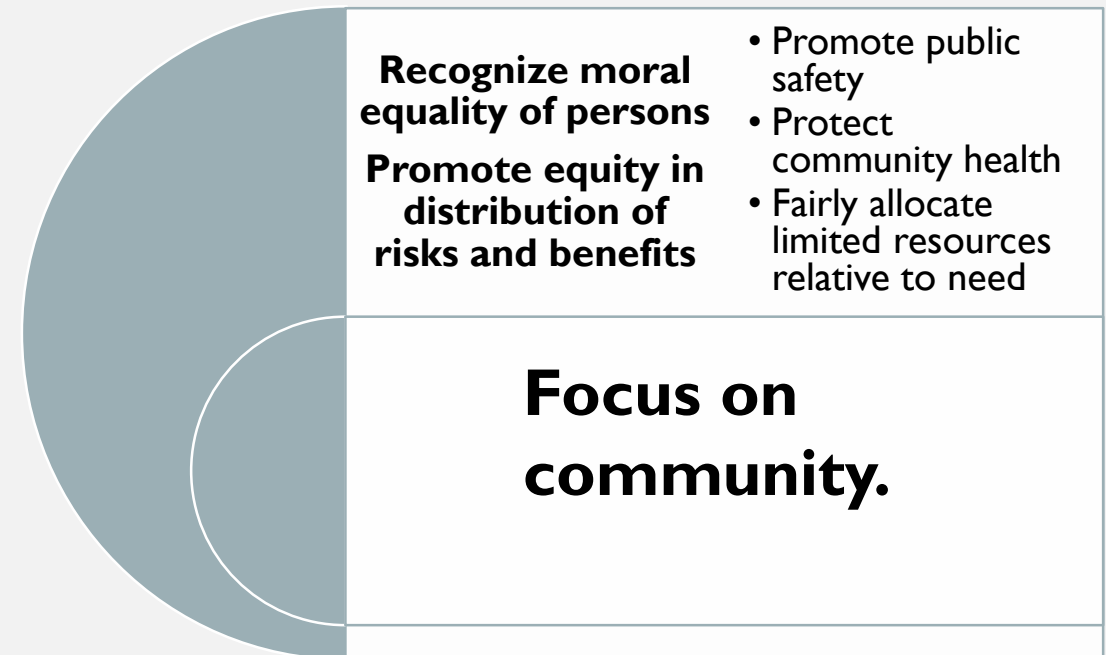 Recognize moral
equality of persons
Promote equity in
distribution of
risks and benefits
• Promote public
safety
• Protect
community health
• Fairly allocate
limited resources
relative to need
Focus on
community.